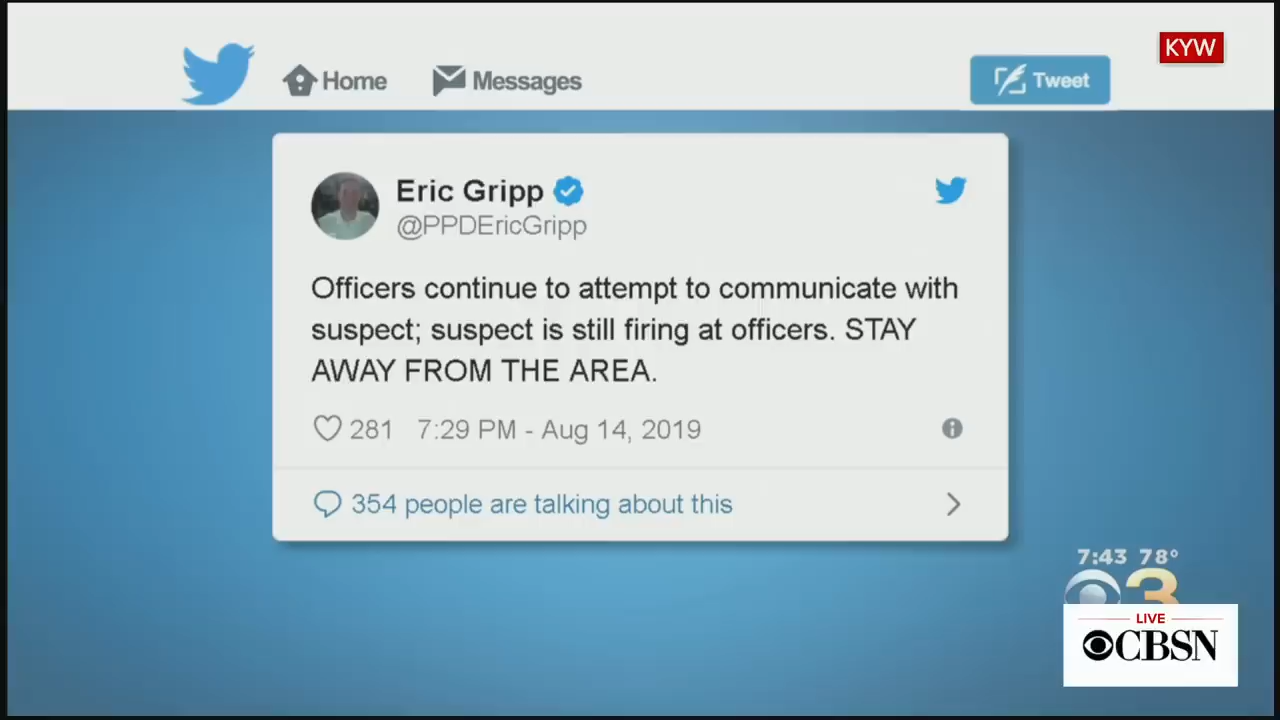 KYW
Home Messages Tweet
Eric Gripp
@PPDEricGripp
Officers continue to attempt to communicate with
suspect; suspect is still firing at officers. STAY
AWAY FROM THE AREA.
281 7:29 PM - Aug 14, 2019
354 people are talking about this
7:43 78°
3
LIVE
CBSN